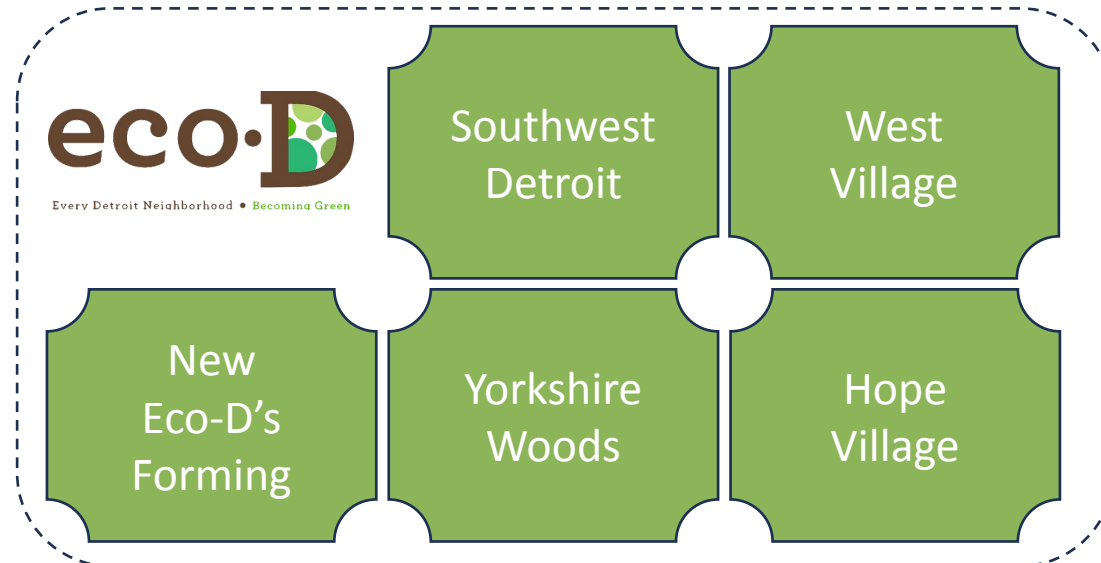 eco·D
Every Detroit Neighborhood • Becoming Green
Southwest
Detroit
West
Village
New
Eco-D’s
Forming
Yorkshire
Woods
Hope
Village